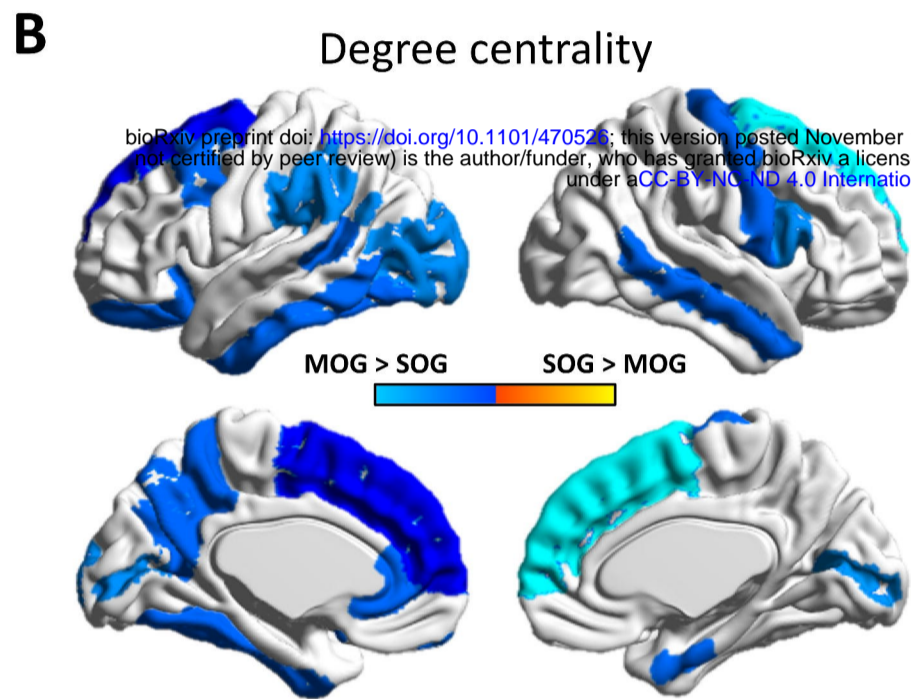 B
Degree centrality
bioRxiv preprint doi: https://doi.org/10.1101/470526; this version posted November
not certified by peer review) is the author/funder, who has granted bioRxiv a licens
under aCC-BY-NC-ND 4.0 Internatio
MOG > SOG SOG > MOG